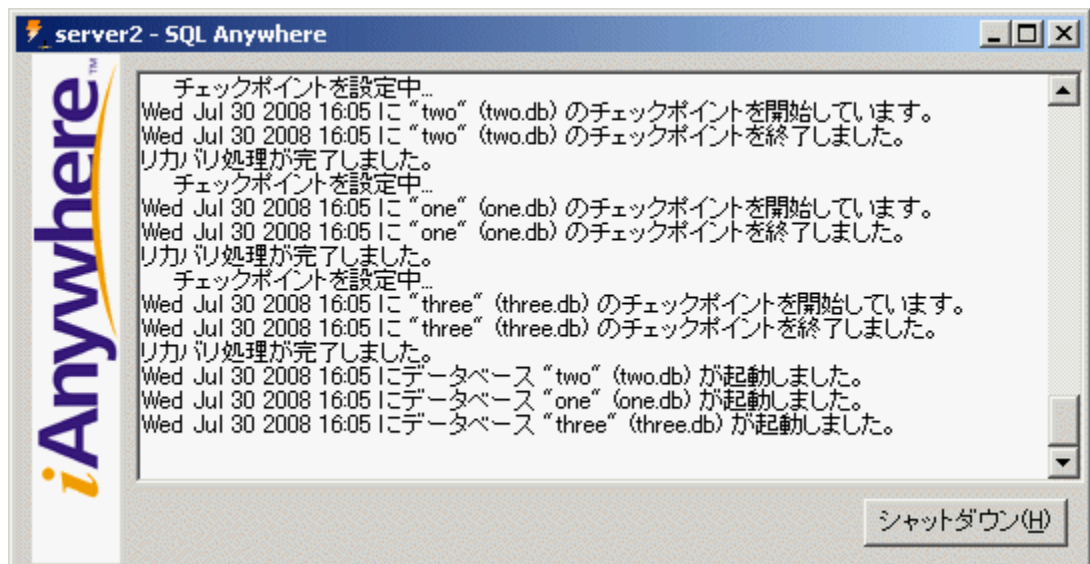 server2 - SQL Anywhere
iAnywhere™
チェックポイントを設定中...
Wed Jul 30 2008 16:05 に "two" (two.db) のチェックポイントを開始しています。
Wed Jul 30 2008 16:05 に "two" (two.db) のチェックポイントを終了しました。
リカバリ処理が完了しました。
チェックポイントを設定中...
Wed Jul 30 2008 16:05 に "one" (one.db) のチェックポイントを開始しています。
Wed Jul 30 2008 16:05 に "one" (one.db) のチェックポイントを終了しました。
リカバリ処理が完了しました。
チェックポイントを設定中...
Wed Jul 30 2008 16:05 に "three" (three.db) のチェックポイントを開始しています。
Wed Jul 30 2008 16:05 に "three" (three.db) のチェックポイントを終了しました。
リカバリ処理が完了しました。
Wed Jul 30 2008 16:05 にデータベース "two" (two.db) が起動しました。
Wed Jul 30 2008 16:05 にデータベース "one" (one.db) が起動しました。
Wed Jul 30 2008 16:05 にデータベース "three" (three.db) が起動しました。
シャットダウン(H)